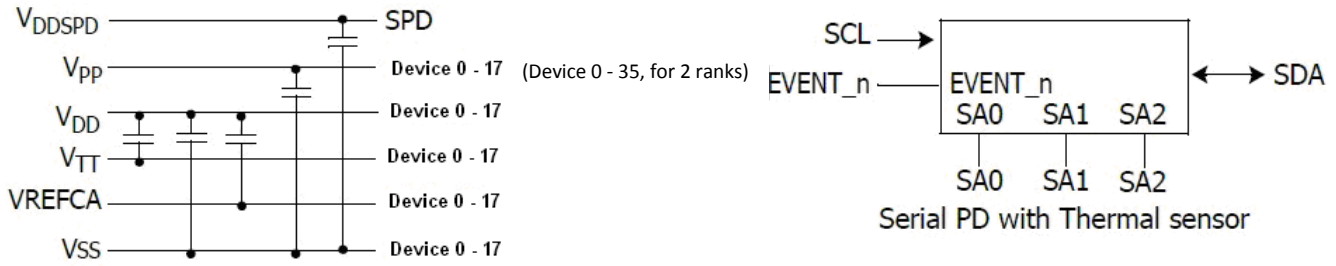 VDDSPD SPD
VPP Device 0 - 17 (Device 0 - 35, for 2 ranks)
VDD Device 0 - 17
VTT Device 0 - 17
VREFCA Device 0 - 17
VSS Device 0 - 17
SCL
EVENT_n EVENT_n
SDA
SA0 SA1 SA2
SA0 SA1 SA2
Serial PD with Thermal sensor